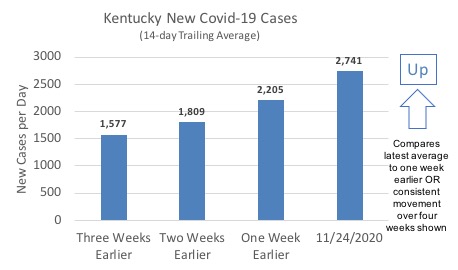 Kentucky New Covid-19 Cases
(14-day Trailing Average)
New Cases per Day
3000
2500
2000
1500
1000
500
0
1,577
1,809
2,205
2,741
Three Weeks
Earlier
Two Weeks
Earlier
One Week
Earlier
11/24/2020
Up
Compares
latest average
to one week
earlier OR
consistent
movement
over four
weeks shown